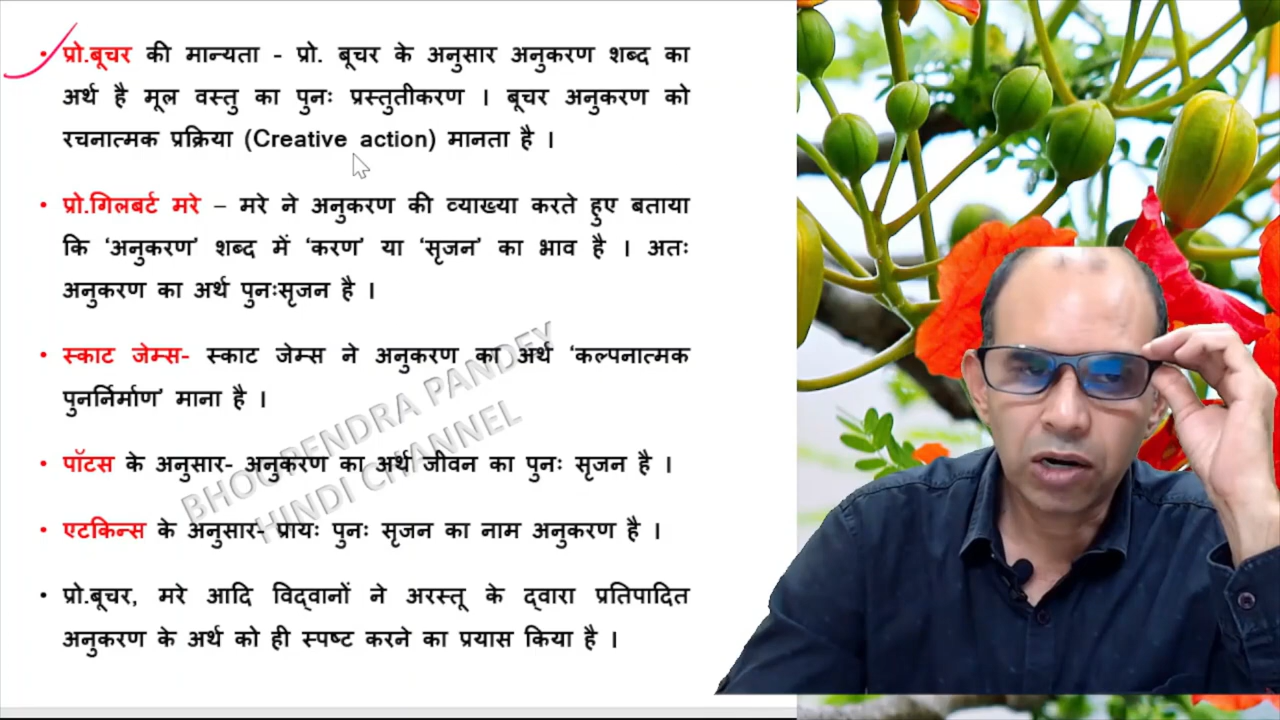 • प्रो.बूचर की मान्यता - प्रो. बूचर के अनुसार अनुकरण शब्द का
अर्थ है मूल वस्तु का पुनः प्रस्तुतीकरण । बूचर अनुकरण को
रचनात्मक प्रक्रिया (Creative action) मानता है ।
• प्रो.गिलबर्ट मरे – मरे ने अनुकरण की व्याख्या करते हुए बताया
कि ‘अनुकरण’ शब्द में ‘करण’ या ‘सृजन’ का भाव है । अतः
अनुकरण का अर्थ पुनःसृजन है ।
• स्काट जेम्स- स्काट जेम्स ने अनुकरण का अर्थ ‘कल्पनात्मक
पुनर्निर्माण’ माना है ।
• पॉटस के अनुसार- अनुकरण का अर्थ जीवन का पुनः सृजन है ।
• एटकिन्स के अनुसार- प्रायः पुनः सृजन का नाम अनुकरण है ।
• प्रो.बूचर, मरे आदि विद्वानों ने अरस्तू के द्वारा प्रतिपादित
अनुकरण के अर्थ को ही स्पष्ट करने का प्रयास किया है ।
BHOOPENDRA PANDEY
HINDI CHANNEL